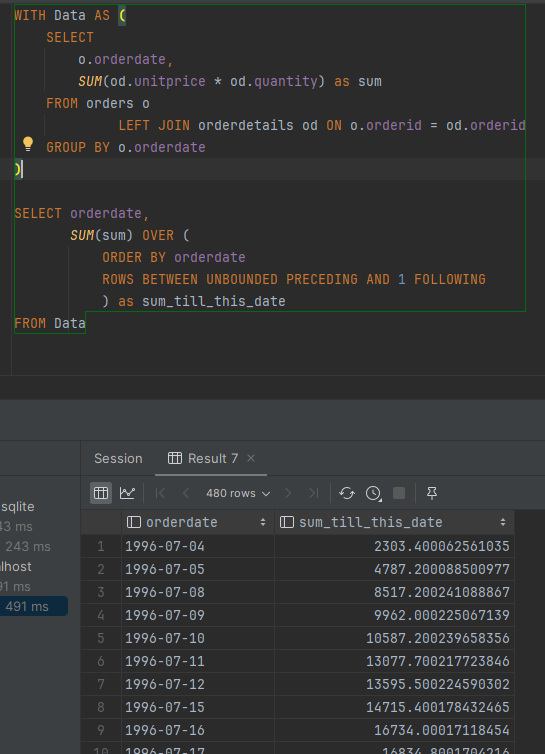 WITH Data AS (
SELECT
o.orderdate,
SUM(od.unitprice * od.quantity) as sum
FROM orders o
LEFT JOIN orderdetails od ON o.orderid = od.orderid
GROUP BY o.orderdate
)
SELECT orderdate,
SUM(sum) OVER (
ORDER BY orderdate
ROWS BETWEEN UNBOUNDED PRECEDING AND 1 FOLLOWING
) as sum_till_this_date
FROM Data
Session Result 7
480 rows
sqlite
43 ms
243 ms
lhost
91 ms
491 ms
orderdate sum_till_this_date
1 1996-07-04 2303.400062561035
2 1996-07-05 4787.200088500977
3 1996-07-08 8517.200241088867
4 1996-07-09 9962.000225067139
5 1996-07-10 10587.200239658356
6 1996-07-11 13077.700217723846
7 1996-07-12 13595.500224590302
8 1996-07-15 14715.400178432465
9 1996-07-16 16734.00017118454
10 1996-07-17 16834.8001704216